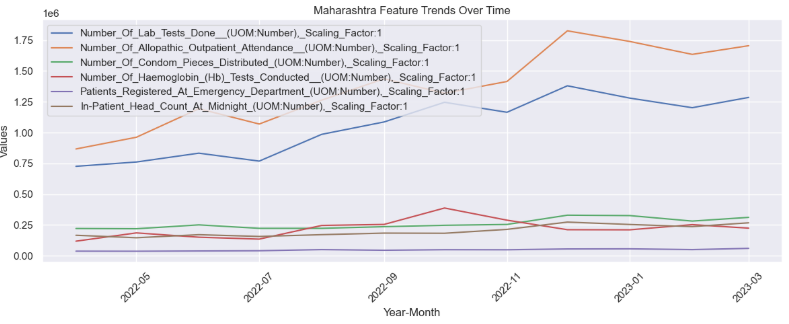 Maharashtra Feature Trends Over Time
1e6
Number_Of_Lab_Tests_Done__(UOM:Number),_Scaling_Factor:1
Number_Of_Allopathic_Outpatient_Attendance__(UOM:Number),_Scaling_Factor:1
Number_Of_Condom_Pieces_Distributed_(UOM:Number),_Scaling_Factor:1
Number_Of_Haemoglobin_(Hb)_Tests_Conducted__(UOM:Number),_Scaling_Factor:1
Patients_Registered_At_Emergency_Department_(UOM:Number),_Scaling_Factor:1
In-Patient_Head_Count_At_Midnight_(UOM:Number),_Scaling_Factor:1
1.75
1.50
1.25
1.00
0.75
0.50
0.25
0.00
Values
2022-05
2022-07
2022-09
2022-11
2023-01
2023-03
Year-Month